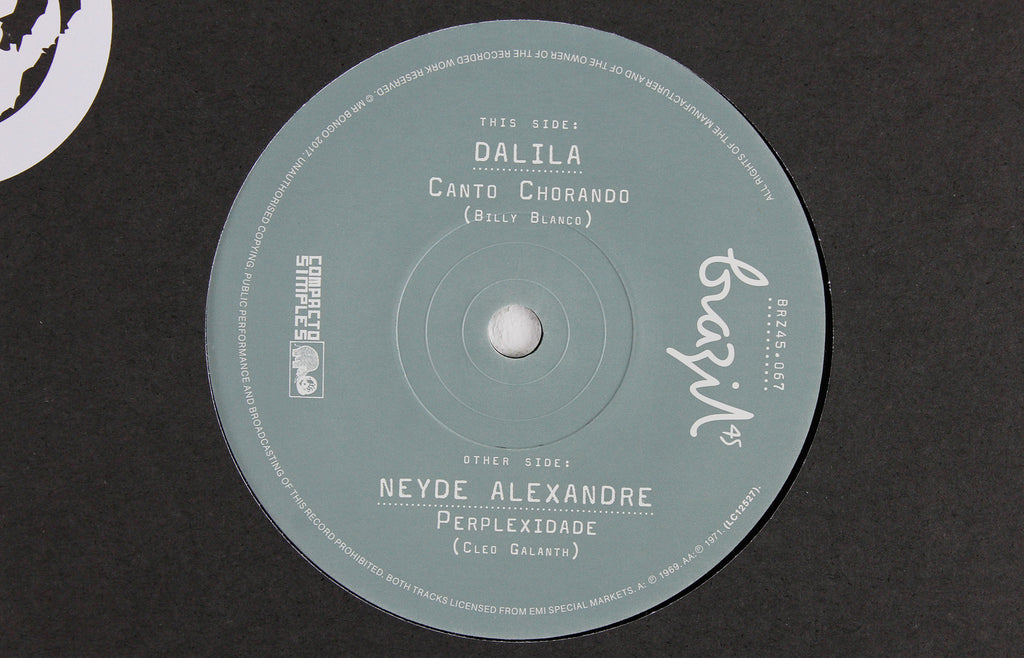 THIS SIDE:
DALILA
CANTO CHORANDO
(BILLY BLANCO)
COMPACTO
SIMPLES
brazil 45
BRZ45.067
OTHER SIDE:
NEYDE ALEXANDRE
PERPLEXIDADE
(CLEO GALANTH)
ALL RIGHTS OF THE MANUFACTURER AND OF THE OWNER OF THE RECORDED WORK RESERVED. © MR BONGO 2017. UNAUTHORISED COPYING, PUBLIC PERFORMANCE AND BROADCASTING OF THIS RECORD PROHIBITED. BOTH TRACKS LICENSED FROM EMI SPECIAL MARKETS. A: ℗ 1969. AA: ℗ 1971. (LC12527).